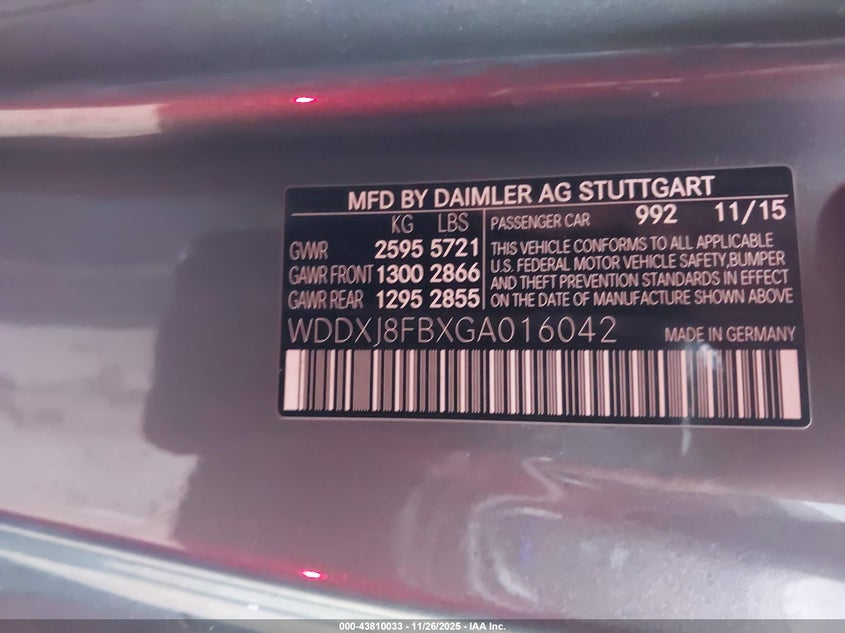 MFD BY DAIMLER AG STUTTGART
KG LBS
GVWR 2595 5721
GAWR FRONT 1300 2866
GAWR REAR 1295 2855
PASSENGER CAR 992 11/15
THIS VEHICLE CONFORMS TO ALL APPLICABLE
U.S. FEDERAL MOTOR VEHICLE SAFETY,BUMPER
AND THEFT PREVENTION STANDARDS IN EFFECT
ON THE DATE OF MANUFACTURE SHOWN ABOVE
WDDXJ8FBXGA016042 MADE IN GERMANY
000-43810033 - 11/26/2025 - IAA Inc.